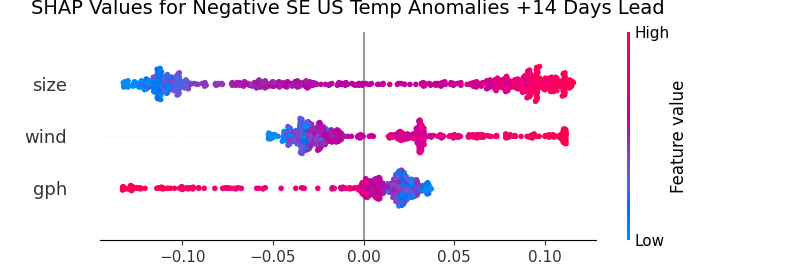 SHAP Values for Negative SE US Temp Anomalies +14 Days Lead
High
size
wind
gph
Feature value
Low
−0.10
−0.05
0.00
0.05
0.10